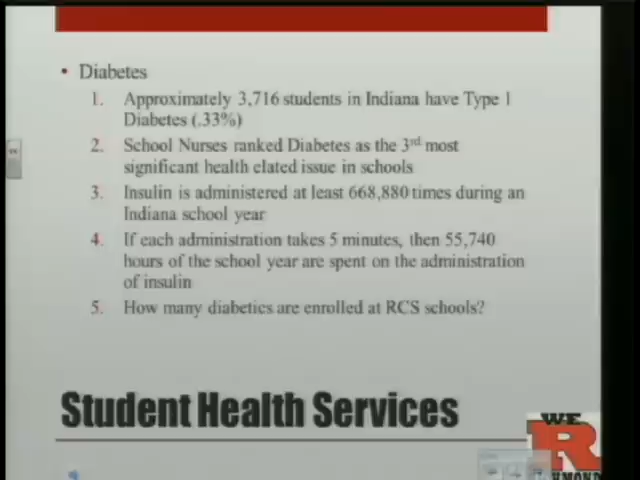 • Diabetes
1. Approximately 3,716 students in Indiana have Type 1
Diabetes (.33%)
2. School Nurses ranked Diabetes as the 3rd most
significant health elated issue in schools
3. Insulin is administered at least 668,880 times during an
Indiana school year
4. If each administration takes 5 minutes, then 55,740
hours of the school year are spent on the administration
of insulin
5. How many diabetics are enrolled at RCS schools?
Student Health Services
WE
R